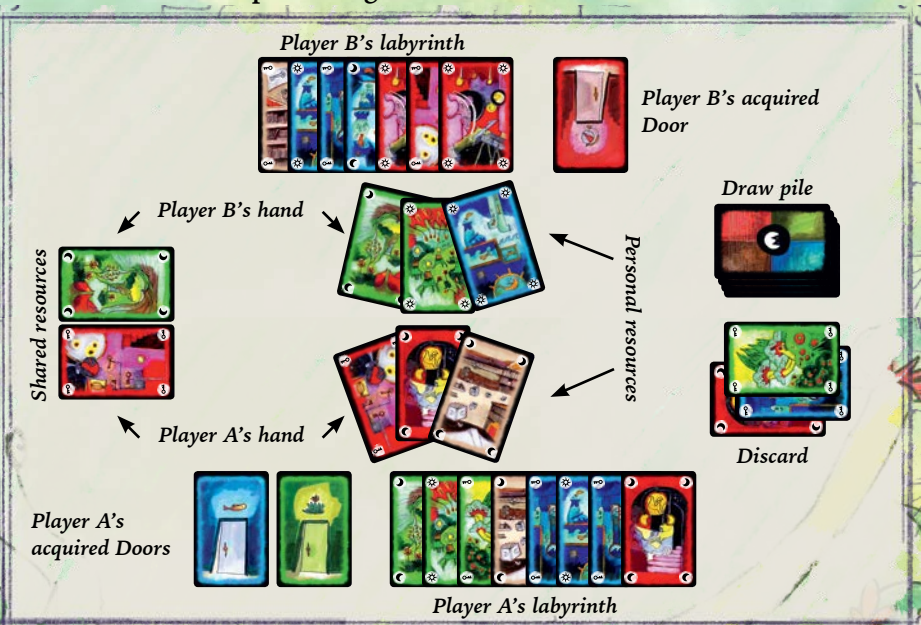 Player B's labyrinth
Player B's acquired
Door
Draw pile
Player B's hand
Shared resources
Personal resources
Player A's hand
Discard
Player A's
acquired Doors
Player A's labyrinth